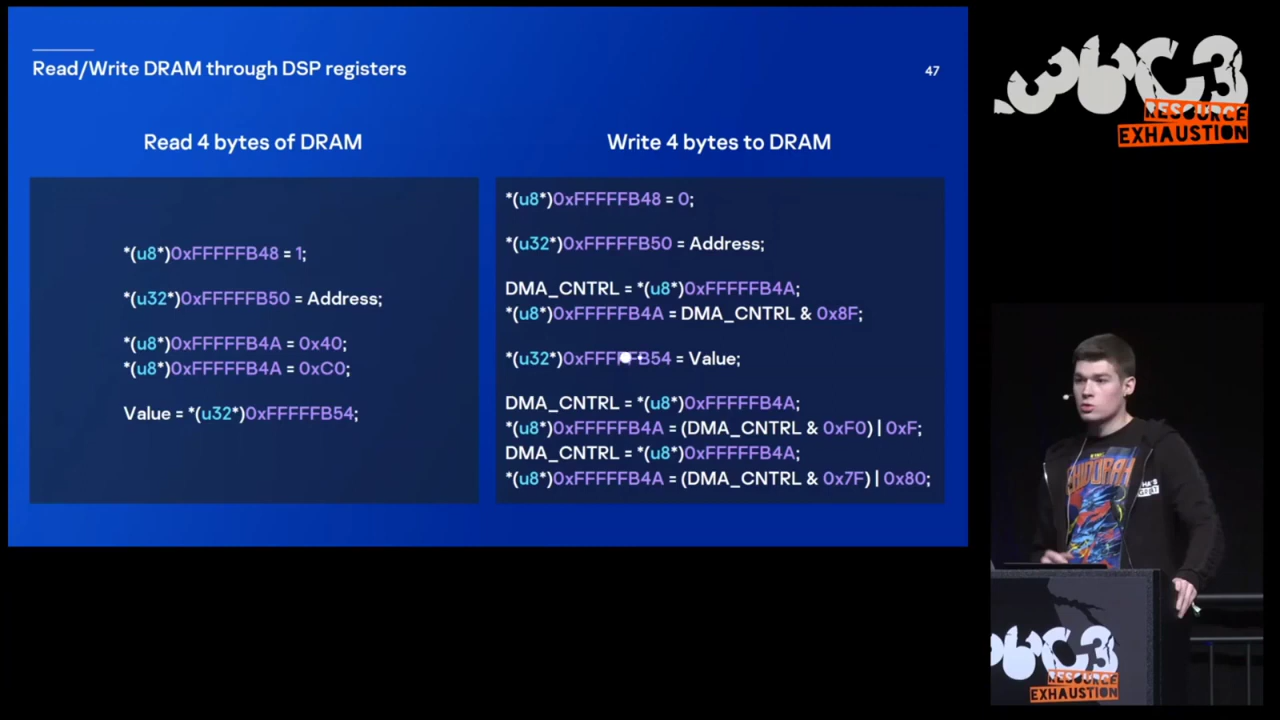 Read/Write DRAM through DSP registers
47
Read 4 bytes of DRAM
*(u8*)0xFFFFFB48 = 1;
*(u32*)0xFFFFFB50 = Address;
*(u8*)0xFFFFFB4A = 0x40;
*(u8*)0xFFFFFB4A = 0xC0;
Value = *(u32*)0xFFFFFB54;
Write 4 bytes to DRAM
*(u8*)0xFFFFFB48 = 0;
*(u32*)0xFFFFFB50 = Address;
DMA_CNTRL = *(u8*)0xFFFFFB4A;
*(u8*)0xFFFFFB4A = DMA_CNTRL & 0x8F;
*(u32*)0xFFFFFB54 = Value;
DMA_CNTRL = *(u8*)0xFFFFFB4A;
*(u8*)0xFFFFFB4A = (DMA_CNTRL & 0xF0) | 0xF;
DMA_CNTRL = *(u8*)0xFFFFFB4A;
*(u8*)0xFFFFFB4A = (DMA_CNTRL & 0x7F) | 0x80;
36C3
RESOURCE
EXHAUSTION
36C3
RESOURCE
EXHAUSTION